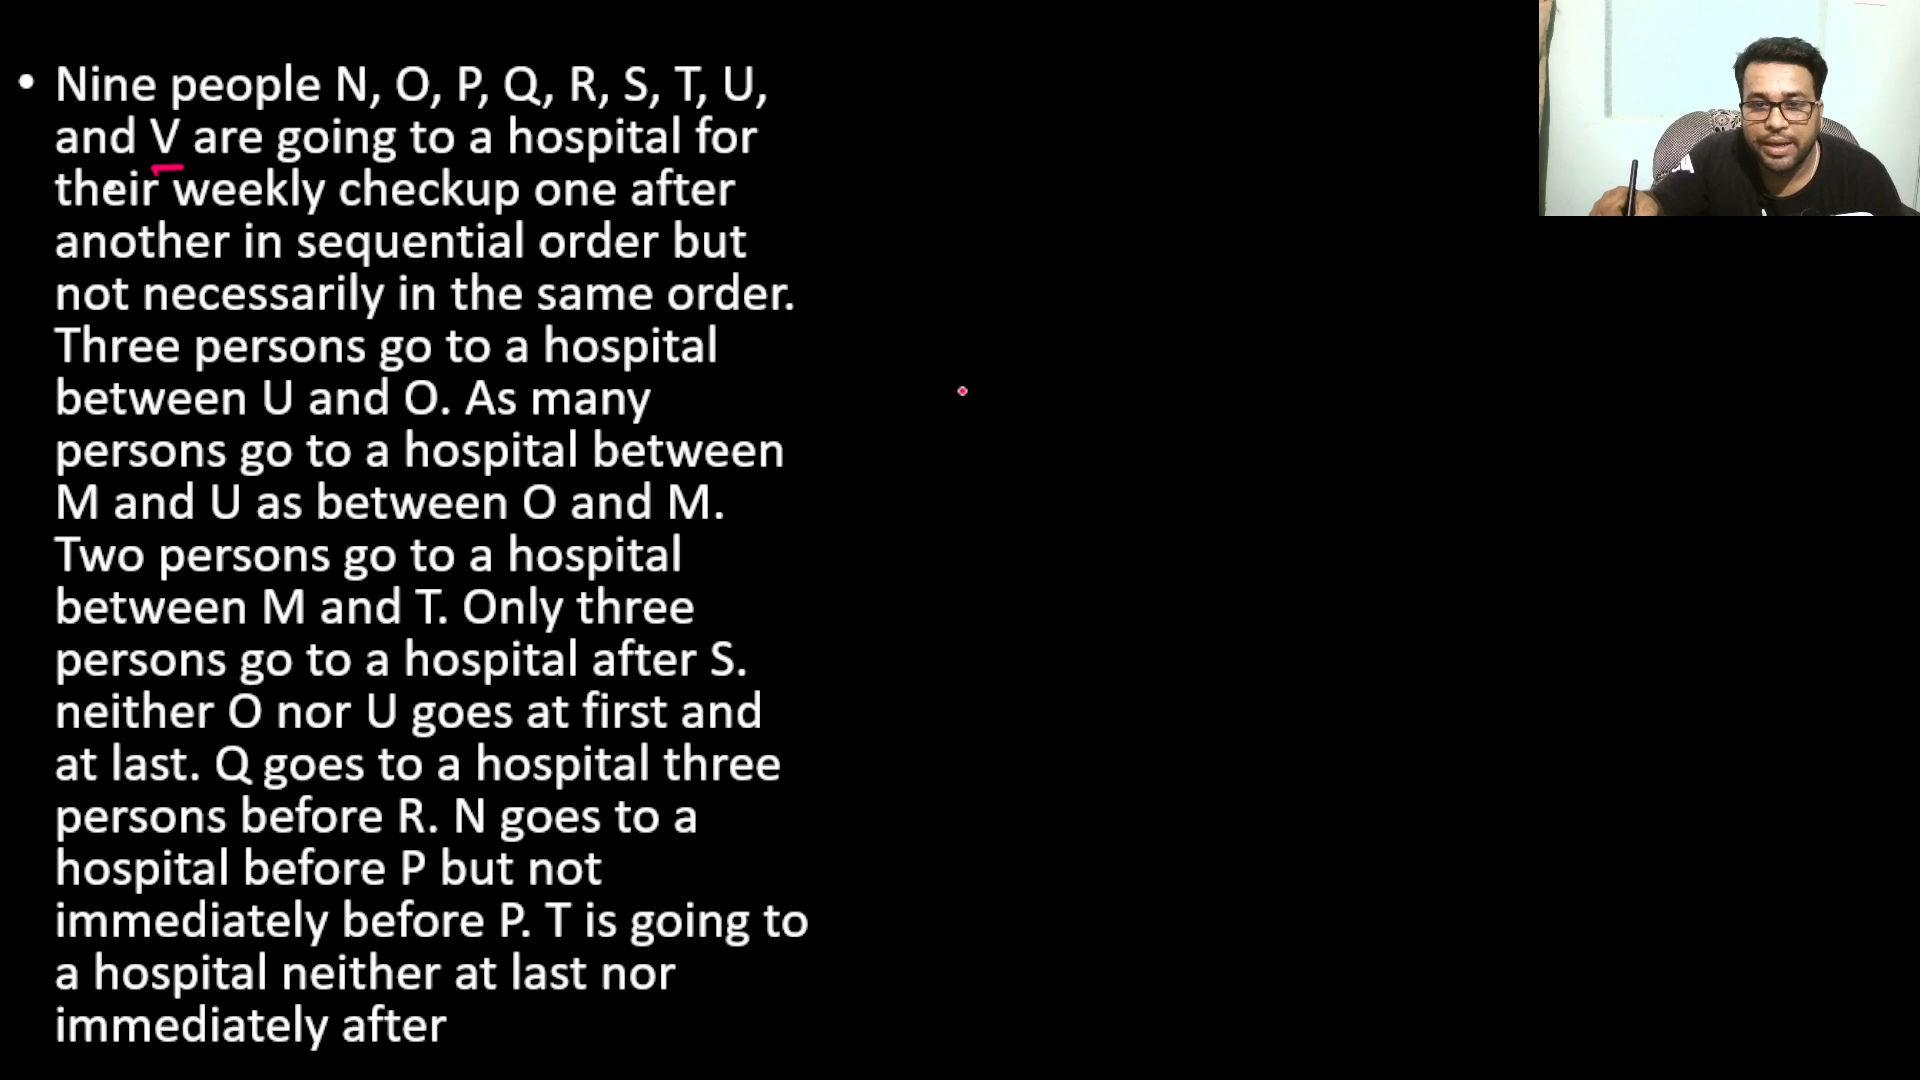 • Nine people N, O, P, Q, R, S, T, U,
and V are going to a hospital for
their weekly checkup one after
another in sequential order but
not necessarily in the same order.
Three persons go to a hospital
between U and O. As many
persons go to a hospital between
M and U as between O and M.
Two persons go to a hospital
between M and T. Only three
persons go to a hospital after S.
neither O nor U goes at first and
at last. Q goes to a hospital three
persons before R. N goes to a
hospital before P but not
immediately before P. T is going to
a hospital neither at last nor
immediately after